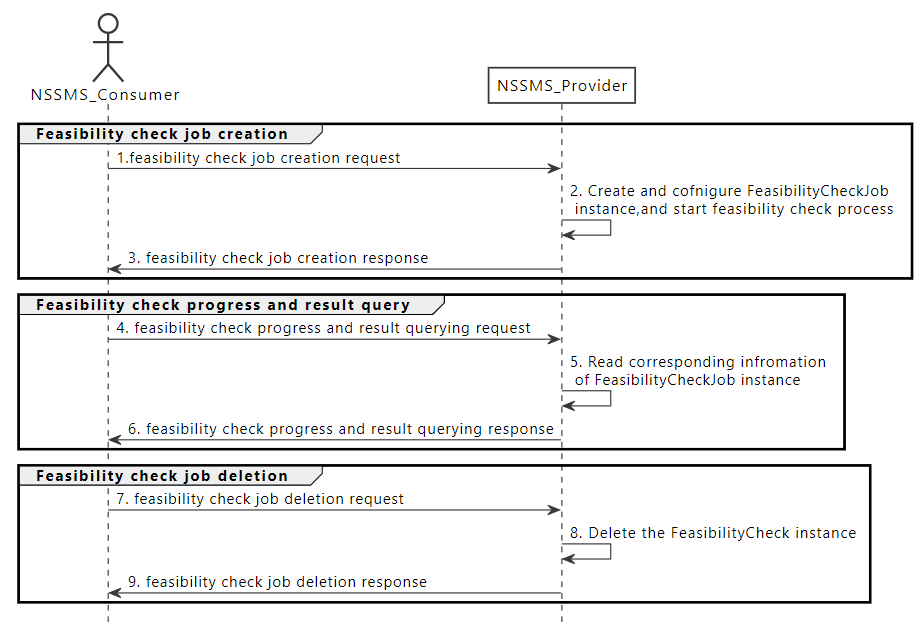 NSSMS_Consumer
NSSMS_Provider
Feasibility check job creation
1.feasibility check job creation request
2. Create and cofnigure FeasibilityCheckJob
instance,and start feasibility check process
3. feasibility check job creation response
Feasibility check progress and result query
4. feasibility check progress and result querying request
5. Read corresponding infromation
of FeasibilityCheckJob instance
6. feasibility check progress and result querying response
Feasibility check job deletion
7. feasibility check job deletion request
8. Delete the FeasibilityCheck instance
9. feasibility check job deletion response